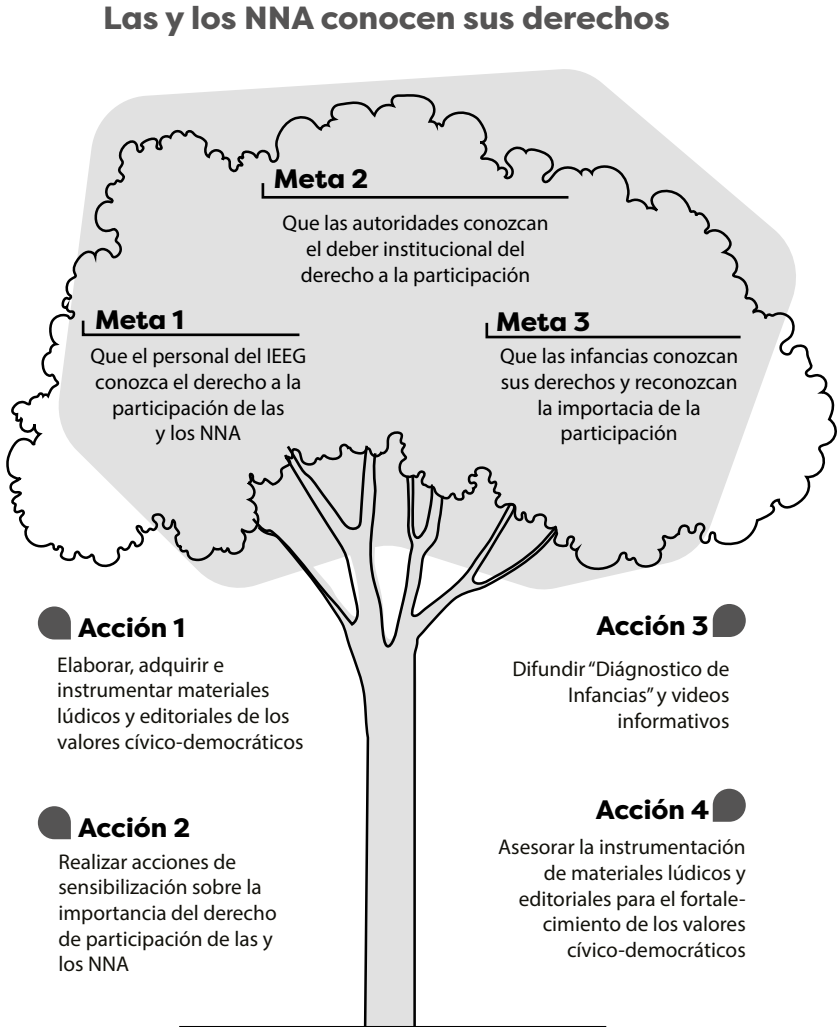 Las y los NNA conocen sus derechos
Meta 2
Que las autoridades conozcan
el deber institucional del
derecho a la participación
Meta 1
Que el personal del IEEG
conozca el derecho a la
participación de las
y los NNA
Meta 3
Que las infancias conozcan
sus derechos y reconozcan
la importacia de la
participación
Acción 1
Elaborar, adquirir e
instrumentar materiales
lúdicos y editoriales de los
valores cívico-democráticos
Acción 2
Realizar acciones de
sensibilización sobre la
importancia del derecho
de participación de las y
los NNA
Acción 3
Difundir “Diágnostico de
Infancias” y videos
informativos
Acción 4
Asesorar la instrumentación
de materiales lúdicos y
editoriales para el fortale-
cimiento de los valores
cívico-democráticos